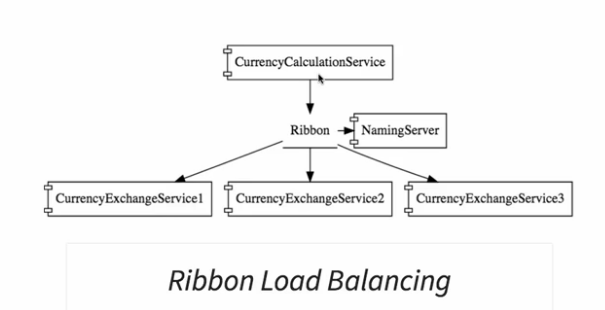 CurrencyCalculationService
Ribbon
NamingServer
CurrencyExchangeService1
CurrencyExchangeService2
CurrencyExchangeService3
Ribbon Load Balancing